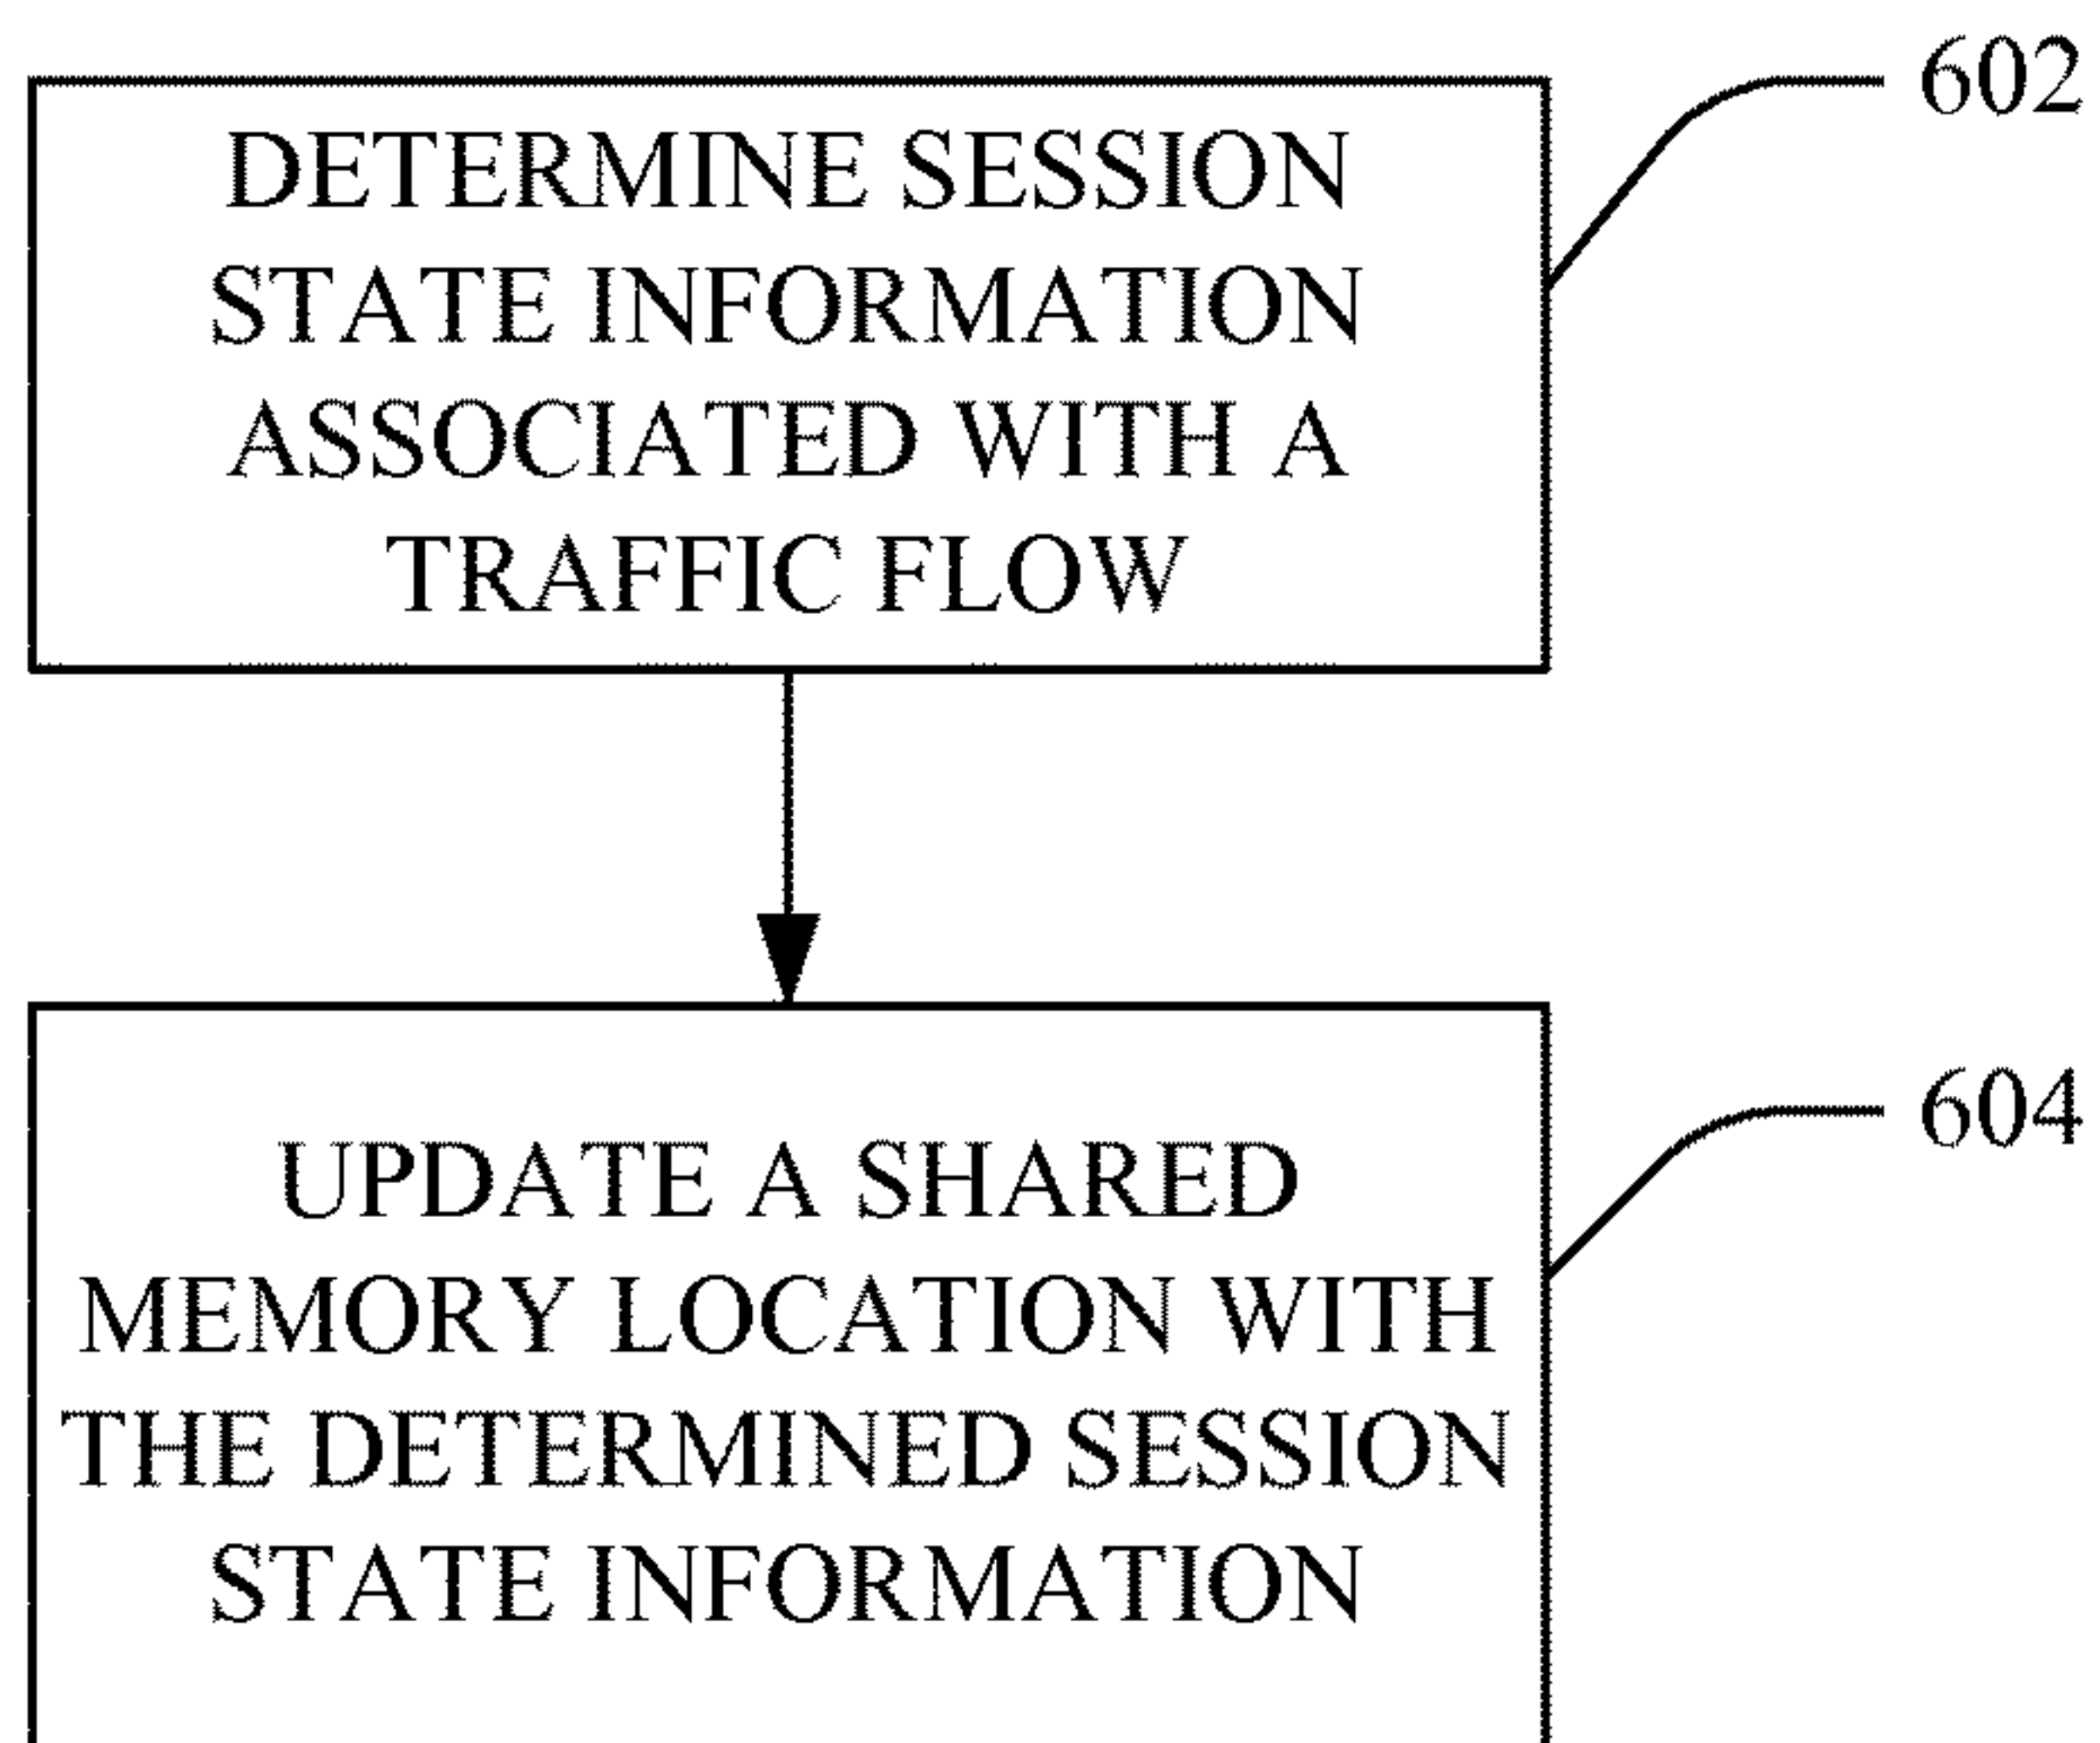 602
DETERMINE SESSION
STATE INFORMATION
ASSOCIATED WITH A
TRAFFIC FLOW
604
UPDATE A SHARED
MEMORY LOCATION WITH
THE DETERMINED SESSION
STATE INFORMATION